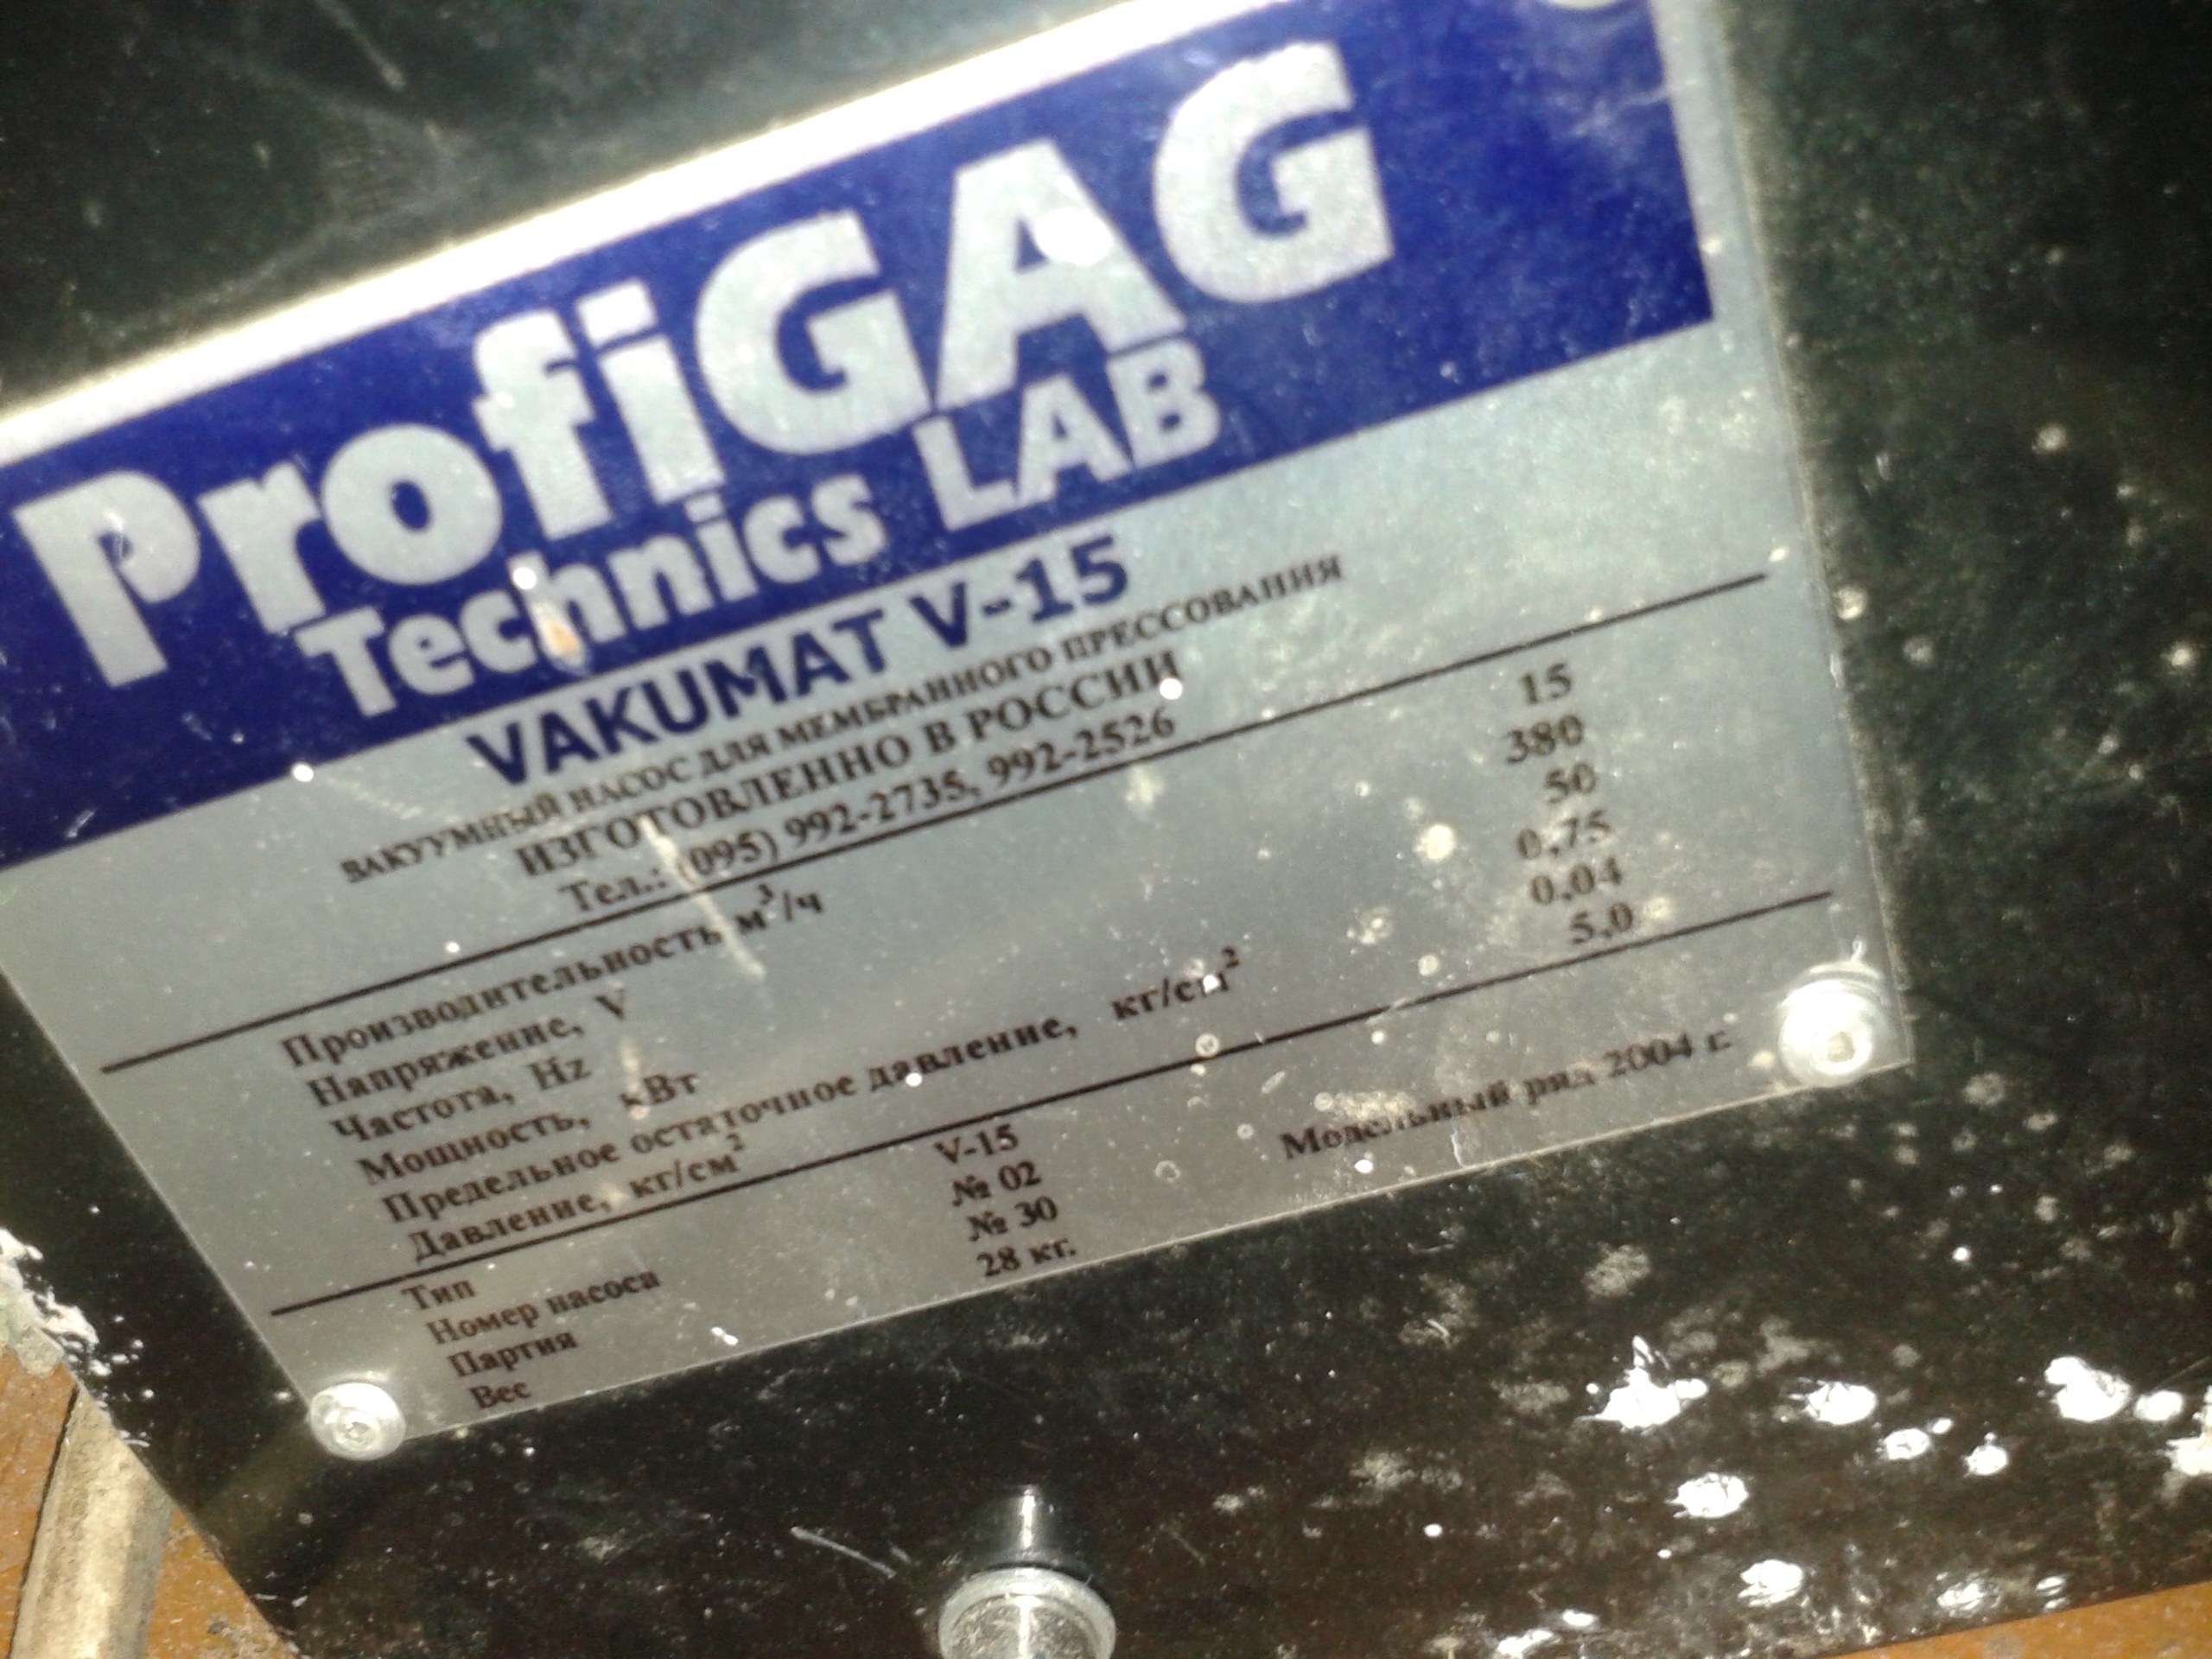 ProfiGAG
Technics LAB
VAKUMAT V-15
ВАКУУМНЫЙ НАСОС ДЛЯ МЕМБРАННОГО ПРЕССОВАНИЯ
ИЗГОТОВЛЕННО В РОССИИ
Тел.: (095) 992-2735, 992-2526
Производительность м³/ч 15
Напряжение, V 380
Частота, Hz 50
Мощность, кВт 0,75
Предельное остаточное давление, кг/см² 0,04
Давление, кг/см² 5,0
Тип V-15
Номер насоса № 02
Партия № 30
Вес 28 кг.
Модельный ряд 2004 г.